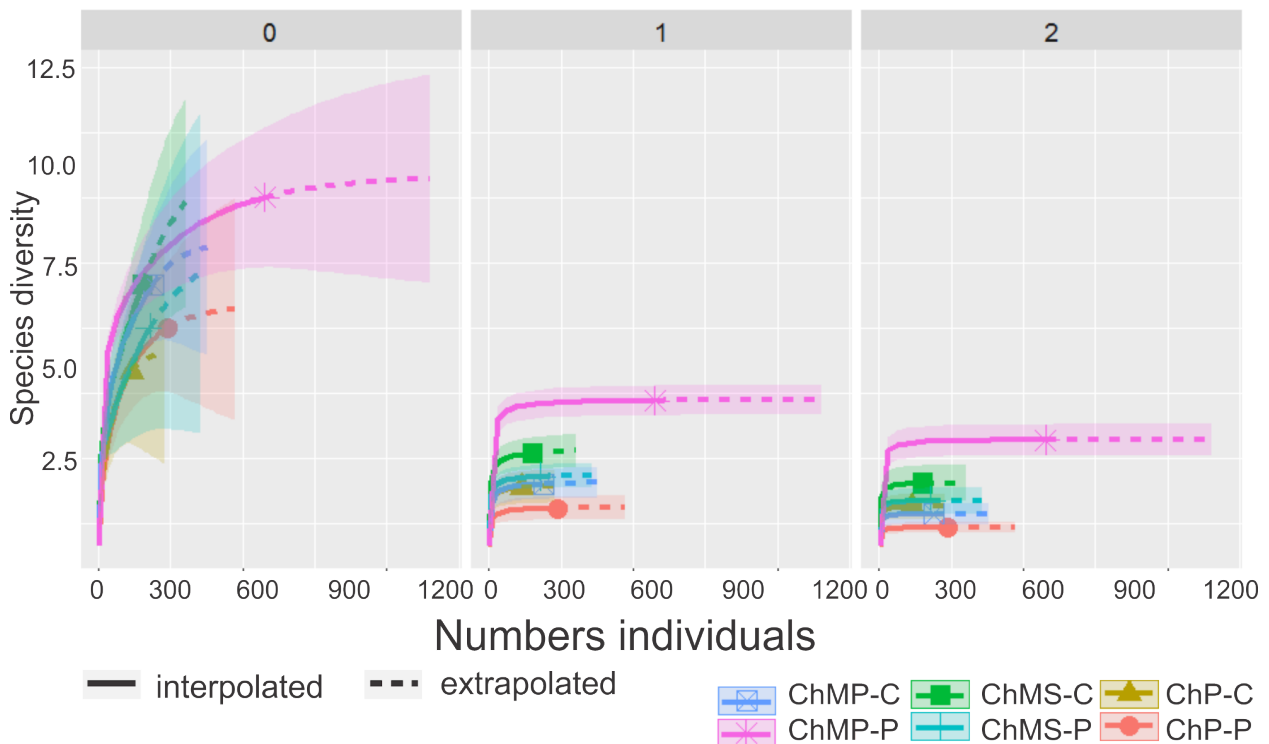 0 1 2
12.5
10.0
7.5
5.0
2.5
Species diversity
0 300 600 900 1200 0 300 600 900 1200 0 300 600 900 1200
Numbers individuals
interpolated extrapolated
ChMP-C ChMS-C ChP-C
ChMP-P ChMS-P ChP-P